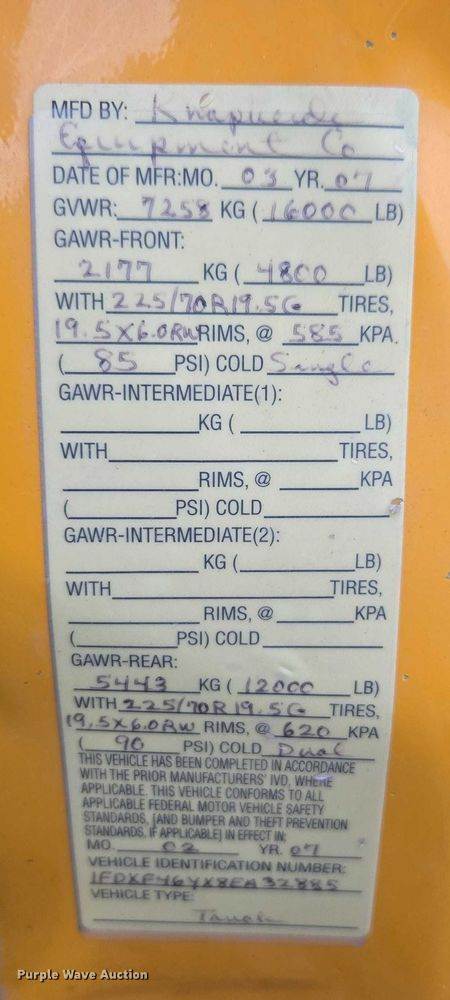 MFD BY: Knapheide
Equipment Co
DATE OF MFR:MO. 03 YR. 07
GVWR: 7258 KG ( 16000 LB)
GAWR-FRONT:
2177 KG ( 4800 LB)
WITH 225/70R19.5G TIRES,
19.5X6.0RW RIMS, @ 585 KPA.
( 85 PSI) COLD Single
GAWR-INTERMEDIATE(1):
KG ( LB)
WITH TIRES,
RIMS, @ KPA
( PSI) COLD
GAWR-INTERMEDIATE(2):
KG ( LB)
WITH TIRES,
RIMS, @ KPA
( PSI) COLD
GAWR-REAR:
5443 KG ( 12000 LB)
WITH 225/70R19.5G TIRES,
19.5X6.0RW RIMS, @ 620 KPA
( 90 PSI) COLD Dual
THIS VEHICLE HAS BEEN COMPLETED IN ACCORDANCE
WITH THE PRIOR MANUFACTURERS' IVD, WHERE
APPLICABLE. THIS VEHICLE CONFORMS TO ALL
APPLICABLE FEDERAL MOTOR VEHICLE SAFETY
STANDARDS, [AND BUMPER AND THEFT PREVENTION
STANDARDS, IF APPLICABLE] IN EFFECT IN:
MO. 02 YR. 07
VEHICLE IDENTIFICATION NUMBER:
1FDXF46YX8EA32885
VEHICLE TYPE:
Truck
Purple Wave Auction